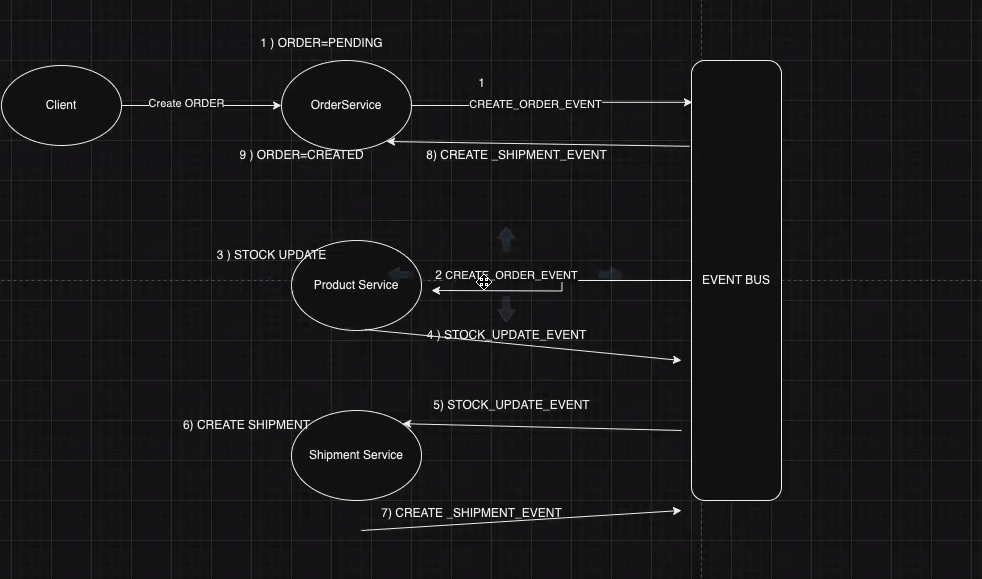 1 ) ORDER=PENDING
1
Client
Create ORDER
OrderService
CREATE_ORDER_EVENT
9 ) ORDER=CREATED
8) CREATE _SHIPMENT_EVENT
3 ) STOCK UPDATE
2 CREATE_ORDER_EVENT
Product Service
EVENT BUS
4 ) STOCK_UPDATE_EVENT
5) STOCK_UPDATE_EVENT
6) CREATE SHIPMENT
Shipment Service
7) CREATE _SHIPMENT_EVENT